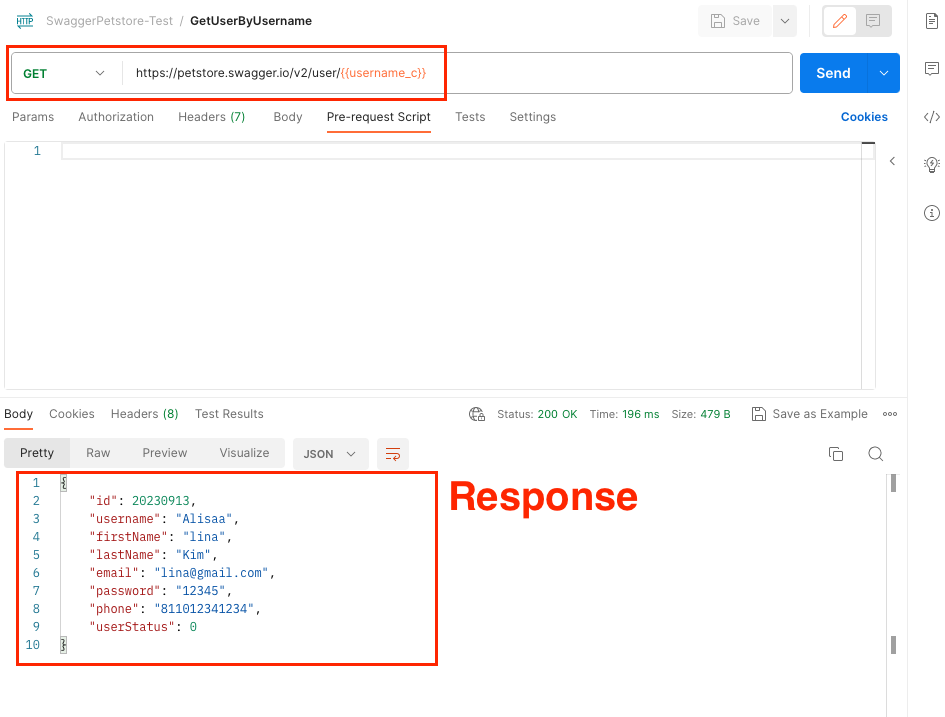 HTTP SwaggerPetstore-Test / GetUserByUsername Save
GET https://petstore.swagger.io/v2/user/{{username_c}} Send
Params Authorization Headers (7) Body Pre-request Script Tests Settings Cookies
1
Body Cookies Headers (8) Test Results Status: 200 OK Time: 196 ms Size: 479 B Save as Example
Pretty Raw Preview Visualize JSON
Response
1 {
2 "id": 20230913,
3 "username": "Alisaa",
4 "firstName": "lina",
5 "lastName": "Kim",
6 "email": "lina@gmail.com",
7 "password": "12345",
8 "phone": "811012341234",
9 "userStatus": 0
10 }